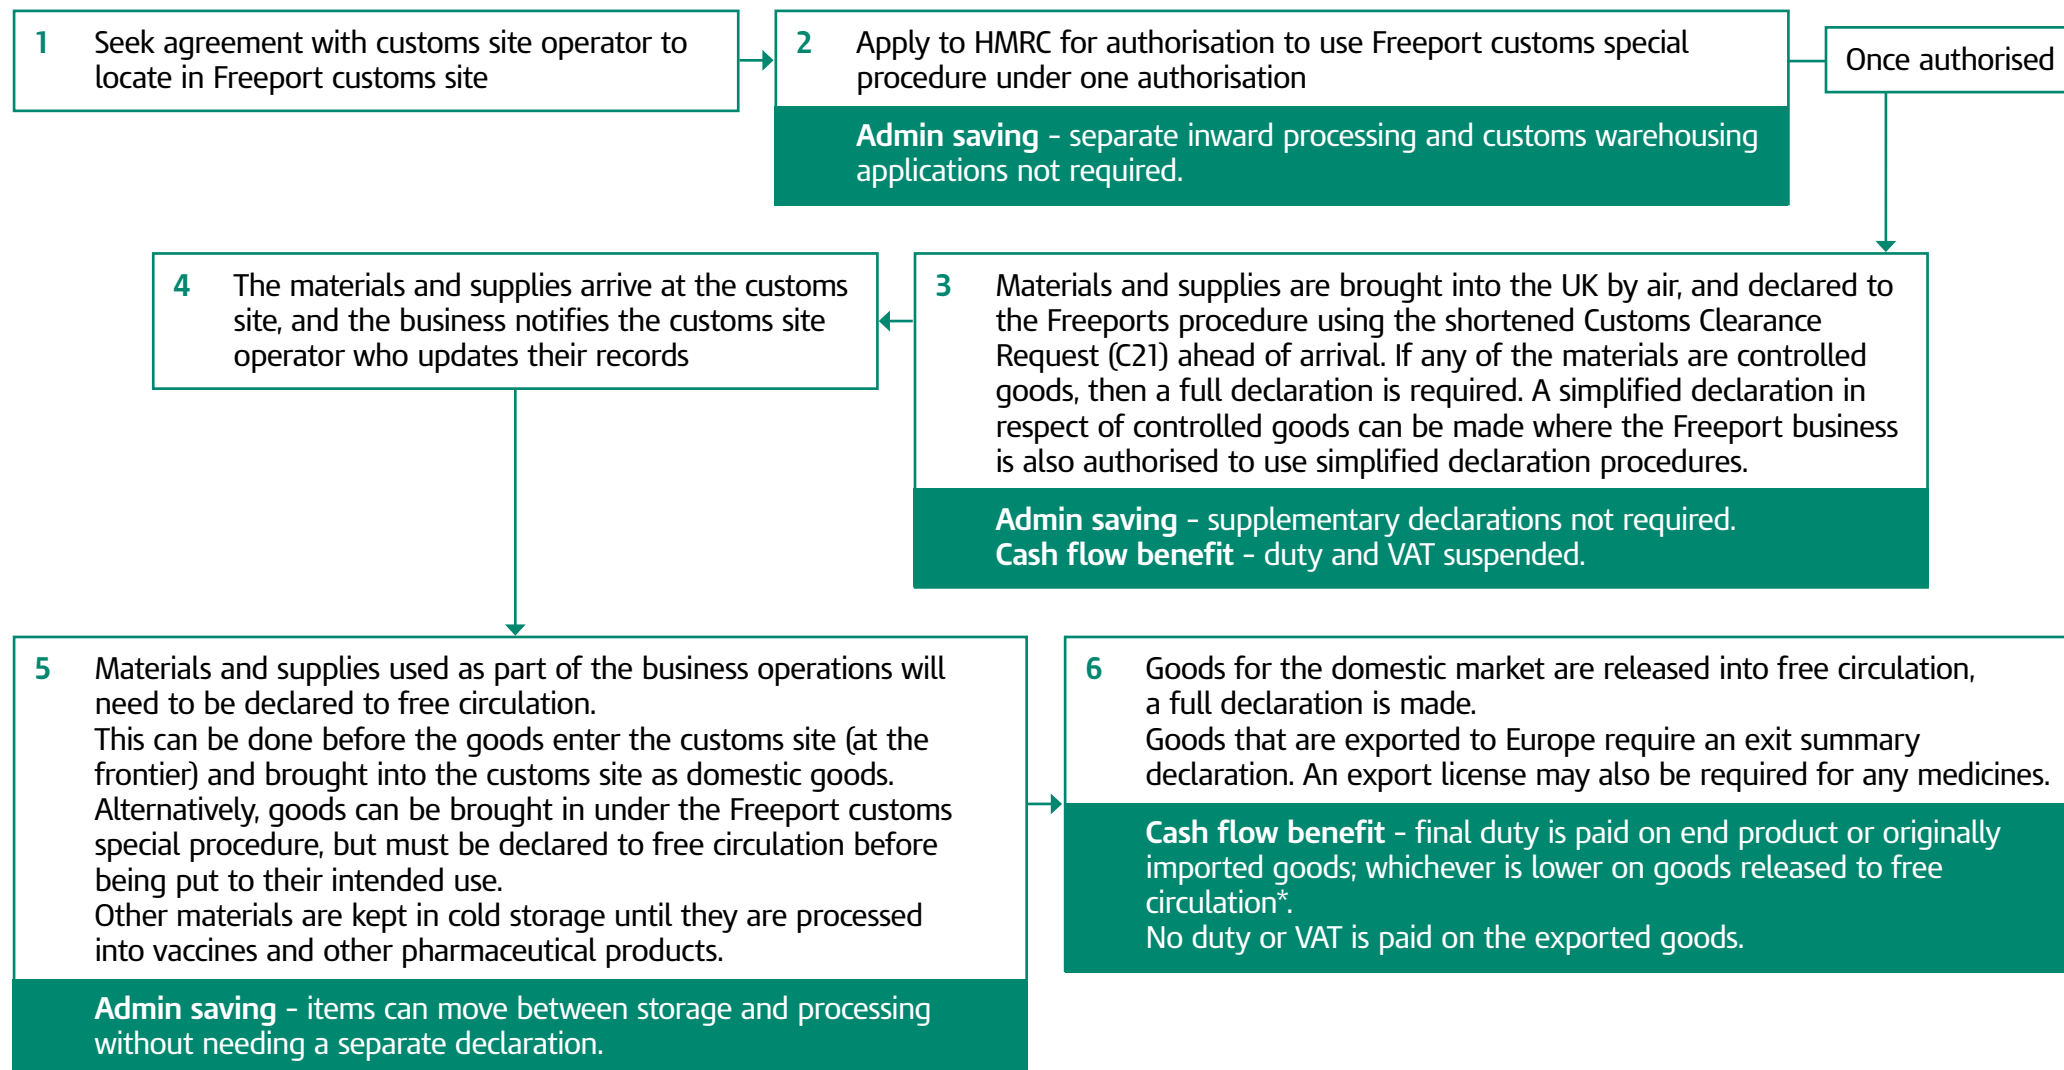 1 Seek agreement with customs site operator to
locate in Freeport customs site
2 Apply to HMRC for authorisation to use Freeport customs special
procedure under one authorisation
Admin saving – separate inward processing and customs warehousing
applications not required.
Once authorised
3 Materials and supplies are brought into the UK by air, and declared to
the Freeports procedure using the shortened Customs Clearance
Request (C21) ahead of arrival. If any of the materials are controlled
goods, then a full declaration is required. A simplified declaration in
respect of controlled goods can be made where the Freeport business
is also authorised to use simplified declaration procedures.
Admin saving – supplementary declarations not required.
Cash flow benefit – duty and VAT suspended.
4 The materials and supplies arrive at the customs
site, and the business notifies the customs site
operator who updates their records
5 Materials and supplies used as part of the business operations will
need to be declared to free circulation.
This can be done before the goods enter the customs site (at the
frontier) and brought into the customs site as domestic goods.
Alternatively, goods can be brought in under the Freeport customs
special procedure, but must be declared to free circulation before
being put to their intended use.
Other materials are kept in cold storage until they are processed
into vaccines and other pharmaceutical products.
Admin saving – items can move between storage and processing
without needing a separate declaration.
6 Goods for the domestic market are released into free circulation,
a full declaration is made.
Goods that are exported to Europe require an exit summary
declaration. An export license may also be required for any medicines.
Cash flow benefit – final duty is paid on end product or originally
imported goods; whichever is lower on goods released to free
circulation*.
No duty or VAT is paid on the exported goods.